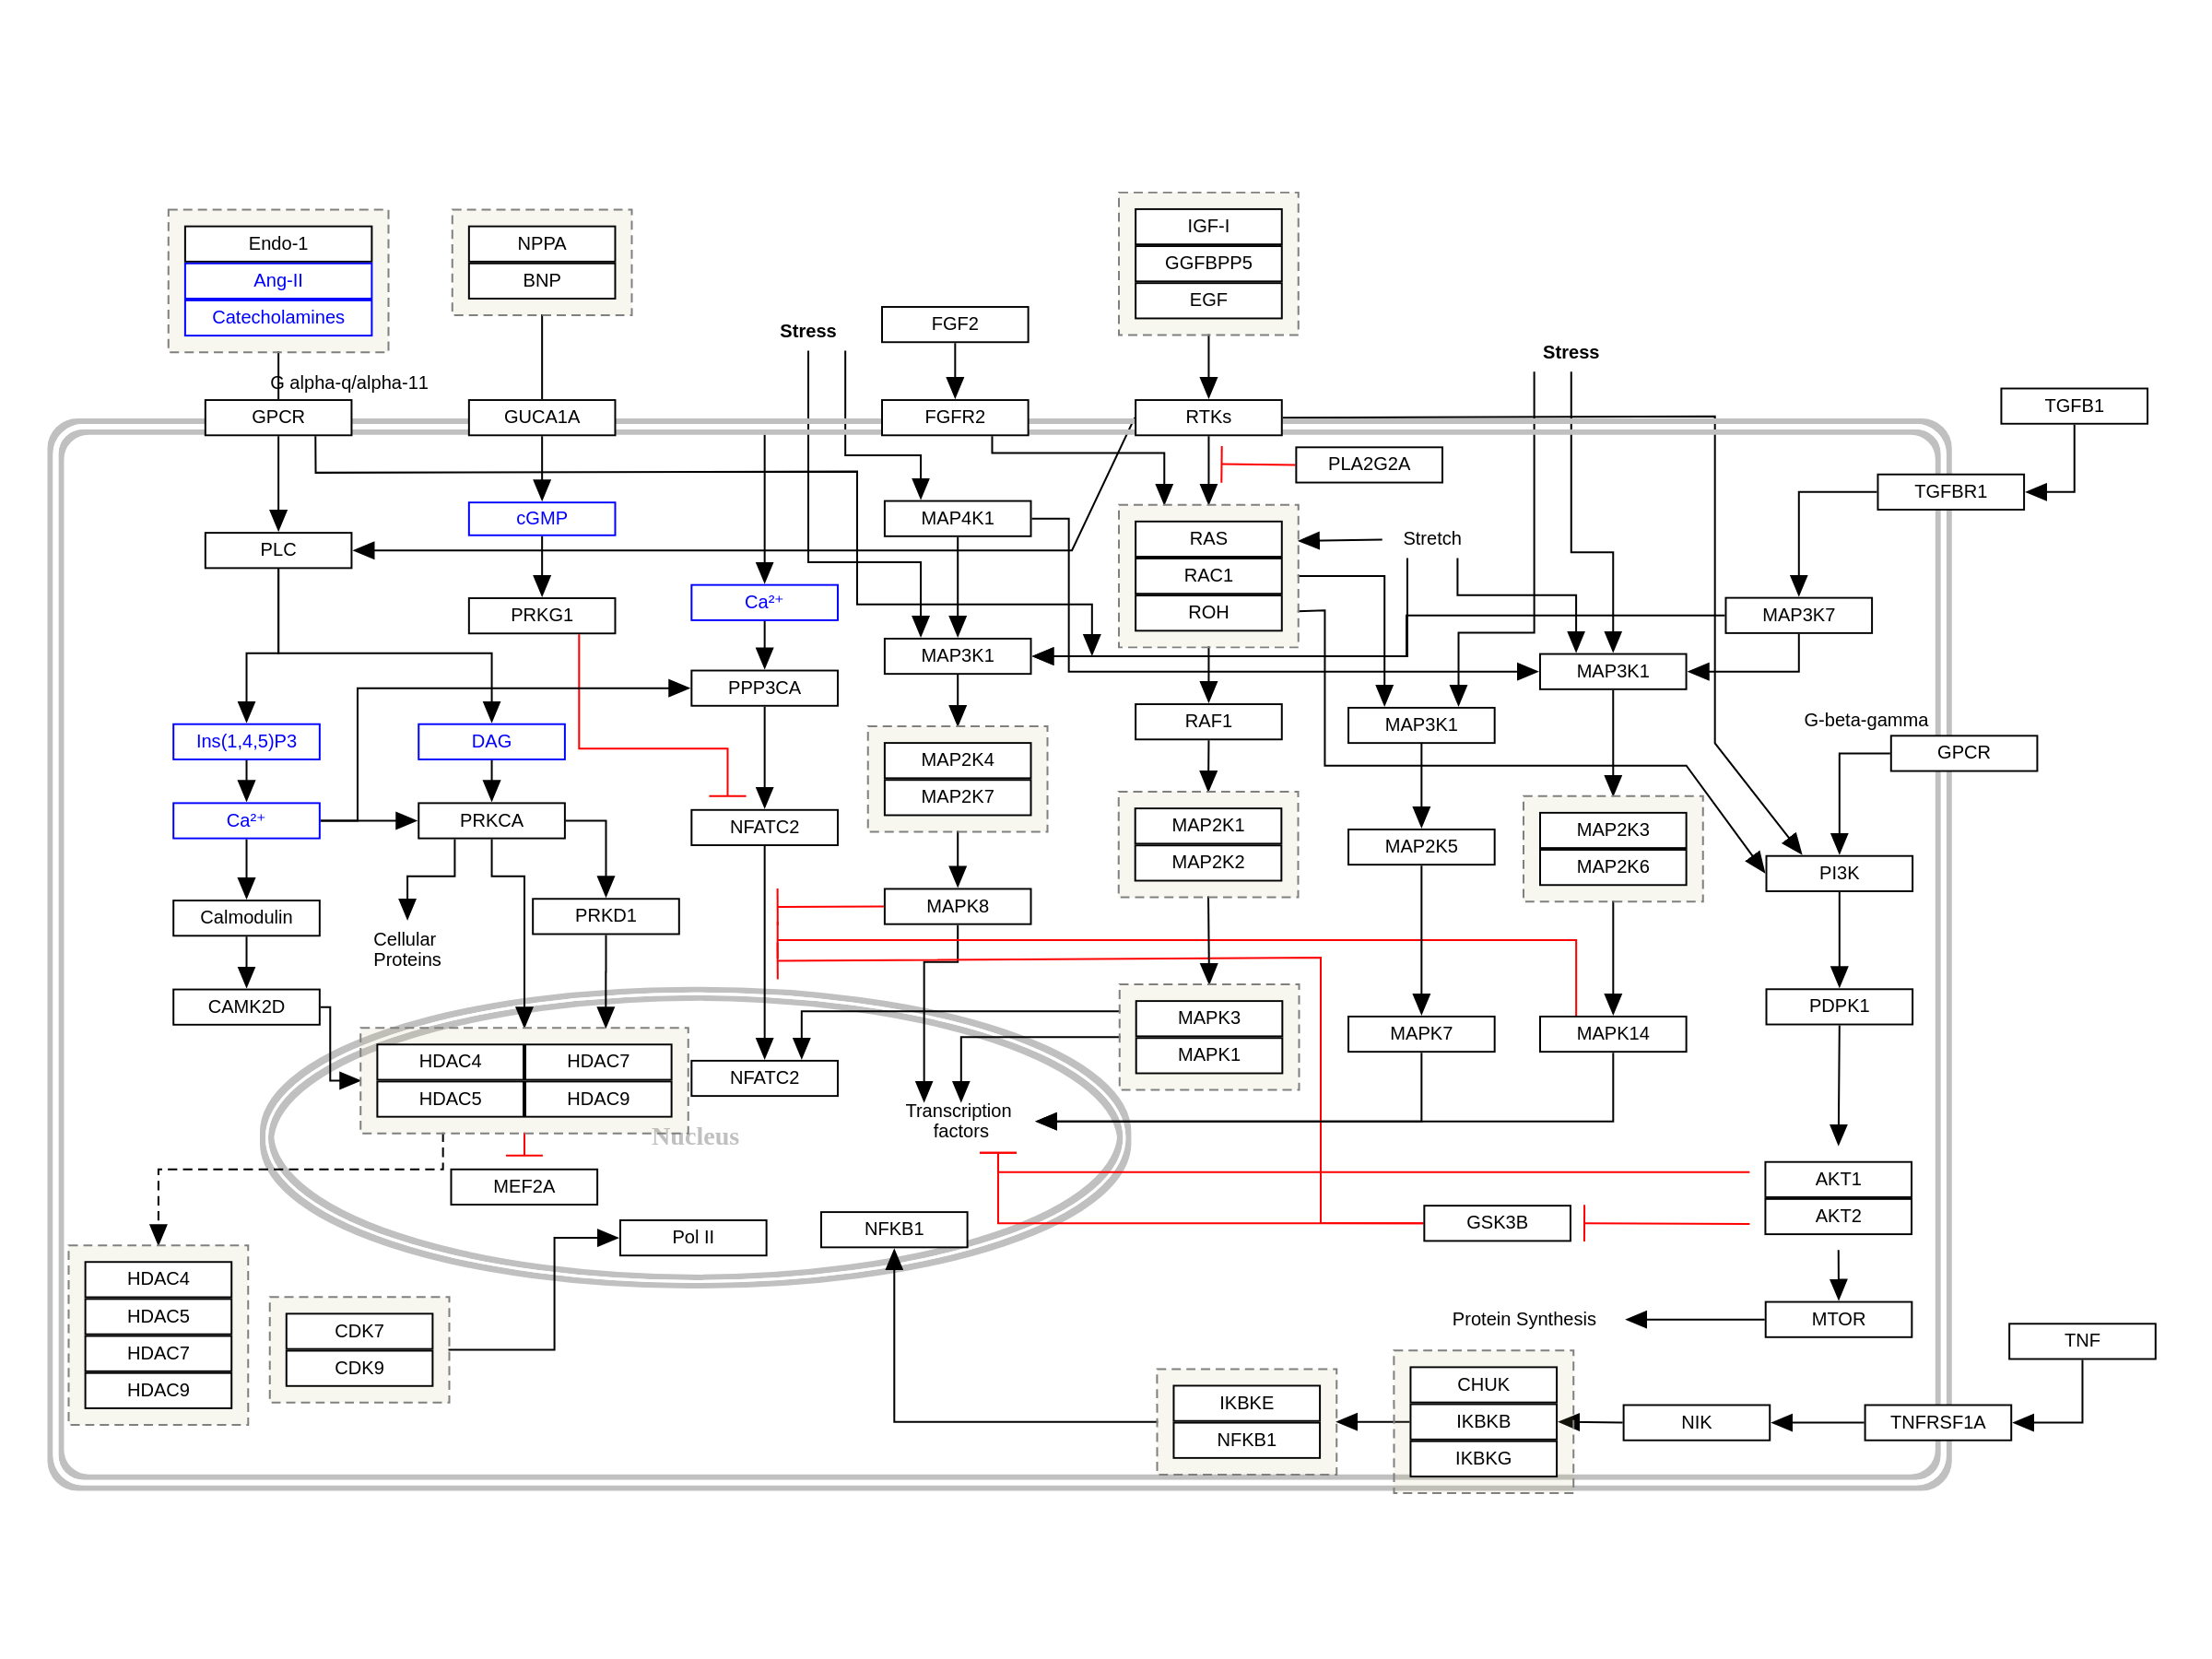 IGF-I
GGFBPP5
EGF
Endo-1
Ang-II
Catecholamines
NPPA
BNP
Stress
FGF2
Stress
G alpha-q/alpha-11
GPCR
GUCA1A
FGFR2
RTKs
TGFB1
PLA2G2A
TGFBR1
cGMP
MAP4K1
PLC
RAS
RAC1
ROH
Stretch
PRKG1
Ca²⁺
MAP3K7
MAP3K1
MAP3K1
PPP3CA
RAF1
MAP3K1
G-beta-gamma
GPCR
Ins(1,4,5)P3
DAG
MAP2K4
MAP2K7
Ca²⁺
PRKCA
NFATC2
MAP2K1
MAP2K2
MAP2K5
MAP2K3
MAP2K6
PI3K
Calmodulin
PRKD1
MAPK8
Cellular
Proteins
CAMK2D
PDPK1
MAPK3
MAPK1
MAPK7
MAPK14
HDAC4
HDAC7
HDAC5
HDAC9
NFATC2
Transcription
factors
Nucleus
MEF2A
AKT1
AKT2
GSK3B
Pol II
NFKB1
HDAC4
HDAC5
HDAC7
HDAC9
CDK7
CDK9
Protein Synthesis
MTOR
TNF
IKBKE
NFKB1
CHUK
IKBKB
IKBKG
NIK
TNFRSF1A